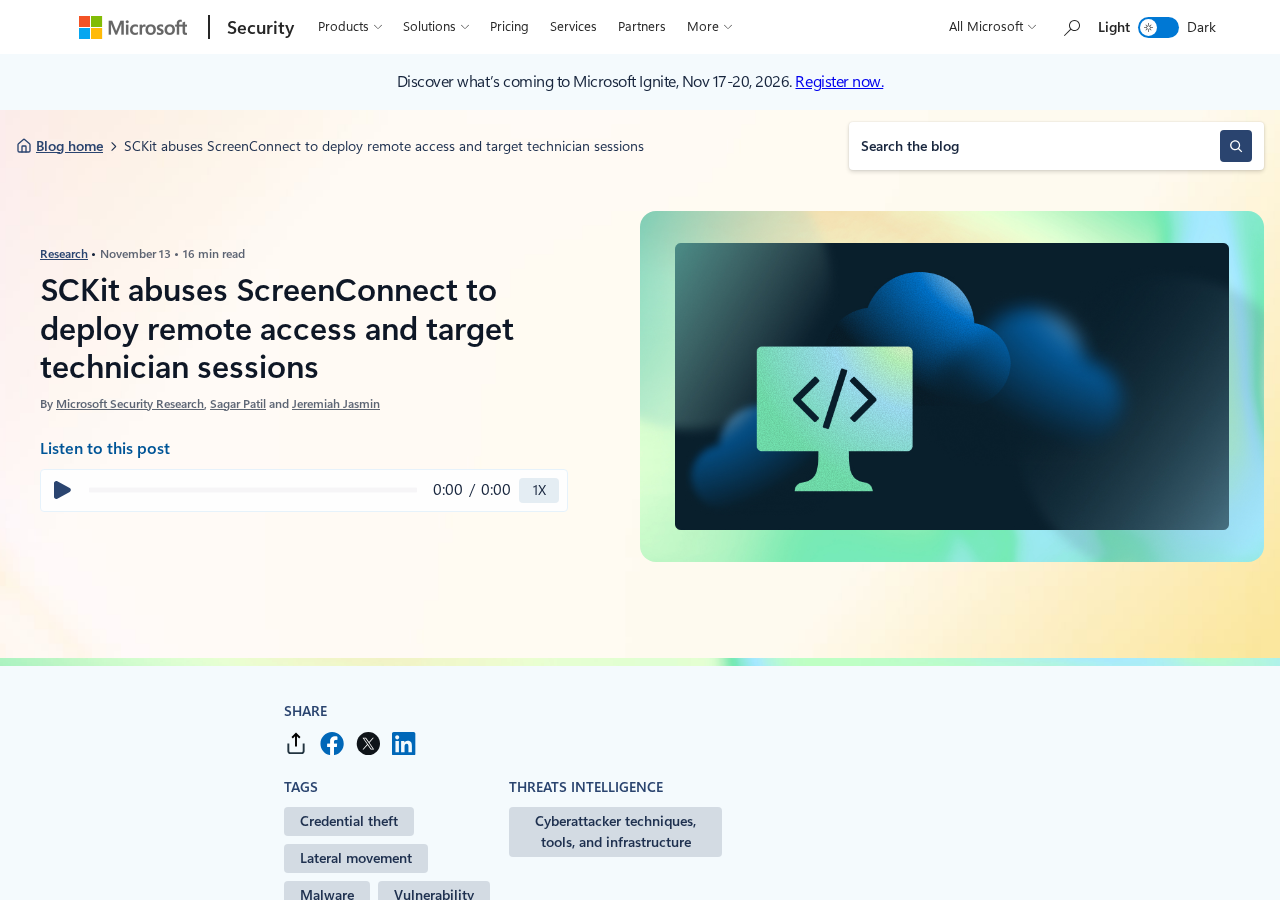 Microsoft
Security
Products
Solutions
Pricing
Services
Partners
More
All Microsoft
Light
Dark
Discover what's coming to Microsoft Ignite, Nov 17-20, 2026. Register now.
Blog home
SCKit abuses ScreenConnect to deploy remote access and target technician sessions
Search the blog
Research • November 13 • 16 min read
SCKit abuses ScreenConnect to
deploy remote access and target
technician sessions
By Microsoft Security Research, Sagar Patil and Jeremiah Jasmin
Listen to this post
0:00 / 0:00
1X
SHARE
TAGS
Credential theft
Lateral movement
Malware
Vulnerability
THREATS INTELLIGENCE
Cyberattacker techniques,
tools, and infrastructure